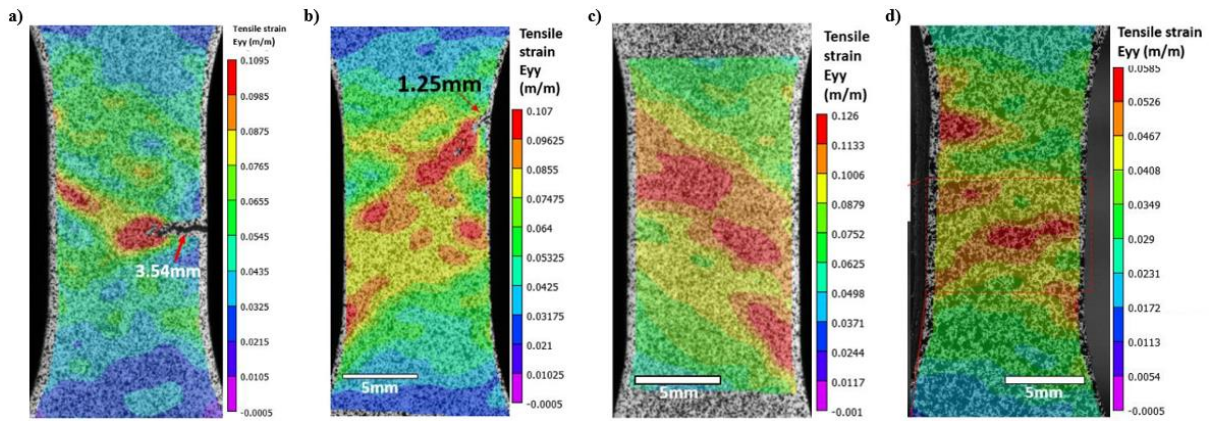 a)
Tensile strain
Eyy (m/m)
0.1095
0.0985
0.0875
0.0765
0.0655
0.0545
0.0435
0.0325
0.0215
0.0105
-0.0005
3.54mm
b)
Tensile
strain
Eyy
(m/m)
0.107
0.09625
0.0855
0.07475
0.064
0.05325
0.0425
0.03175
0.021
0.01025
-0.0005
1.25mm
5mm
c)
Tensile
strain
Eyy
(m/m)
0.126
0.1133
0.1006
0.0879
0.0752
0.0625
0.0498
0.0371
0.0244
0.0117
-0.001
5mm
d)
Tensile
strain
Eyy
(m/m)
0.0585
0.0526
0.0467
0.0408
0.0349
0.029
0.0231
0.0172
0.0113
0.0054
-0.0005
5mm